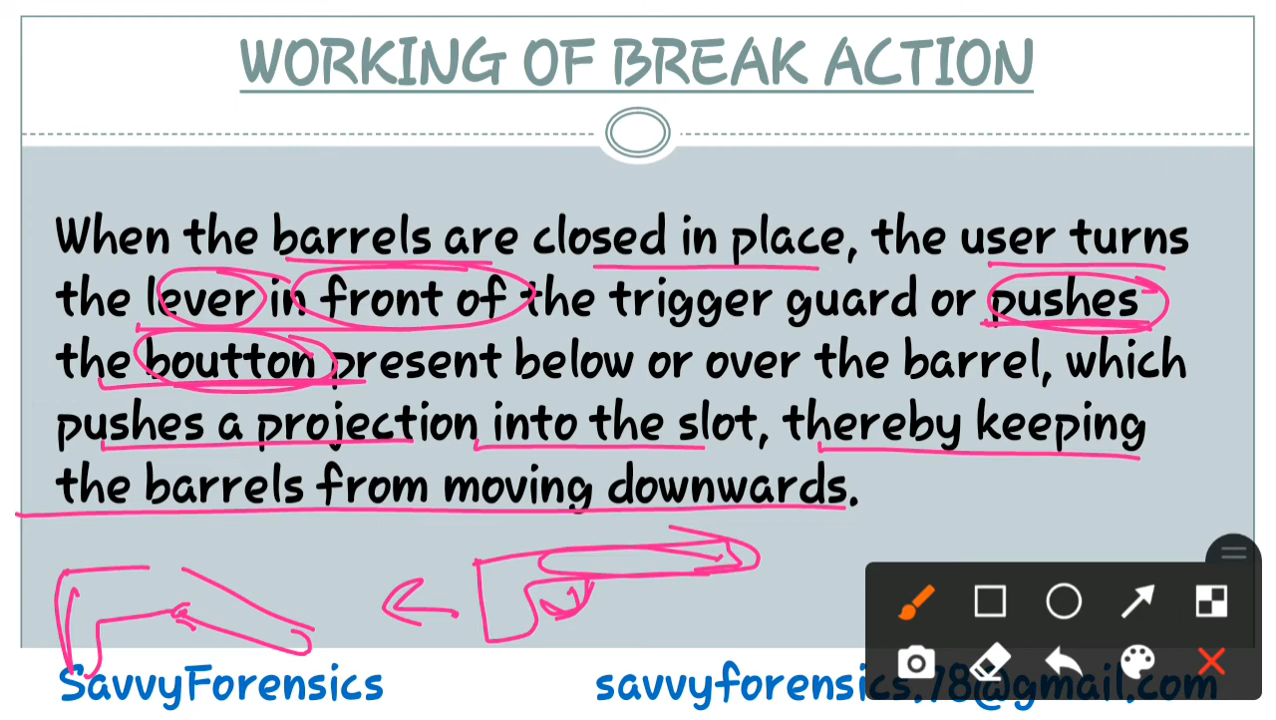 WORKING OF BREAK ACTION
When the barrels are closed in place, the user turns
the lever in front of the trigger guard or pushes
the boutton present below or over the barrel, which
pushes a projection into the slot, thereby keeping
the barrels from moving downwards.
SavvyForensics
savvyforensics.78@gmail.com